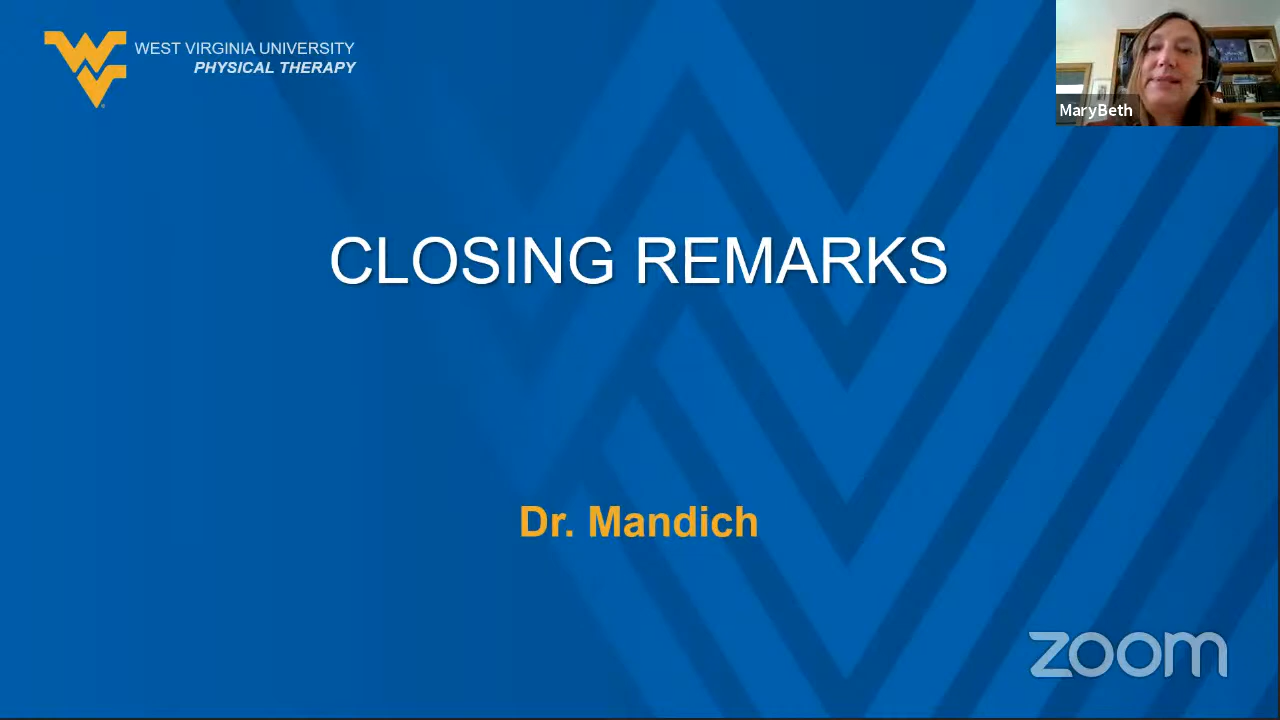 WEST VIRGINIA UNIVERSITY
PHYSICAL THERAPY
MaryBeth
CLOSING REMARKS
Dr. Mandich
zoom